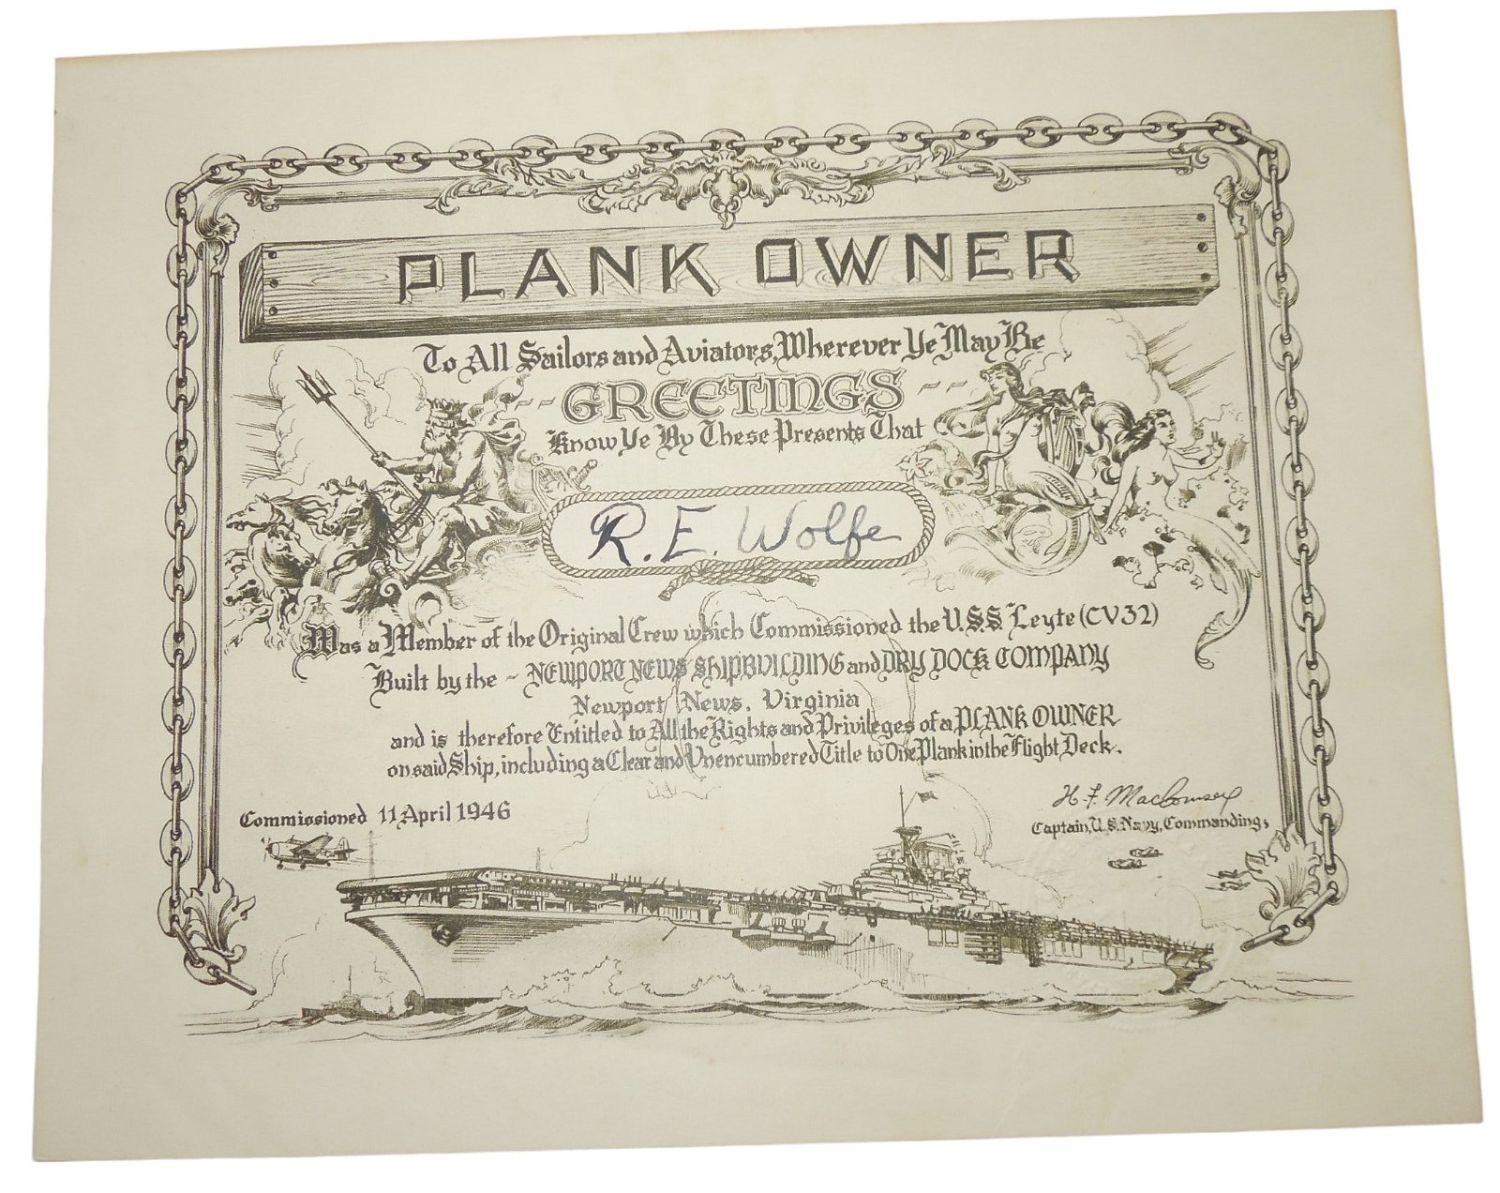 PLANK OWNER
To All Sailors and Aviators, Wherever Ye May Be
--GREETINGS--
Know Ye By These Presents That
R. E. Wolfe
Was a Member of the Original Crew which Commissioned the U.S.S. Leyte (CV32)
Built by the ~ NEWPORT NEWS SHIPBUILDING and DRY DOCK COMPANY
Newport News, Virginia
and is therefore Entitled to All the Rights and Privileges of a PLANK OWNER
on said Ship, including a Clear and Unencumbered Title to One Plank in the Flight Deck.
Commissioned 11 April 1946
H. F. MacComsey
Captain, U.S. Navy, Commanding,